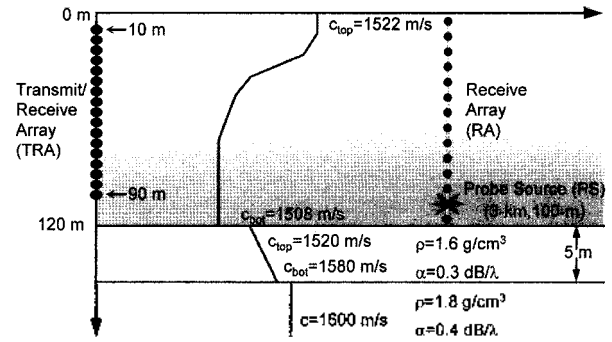 0 m
c_top=1522 m/s
10 m
Transmit/
Receive
Array
(TRA)
Receive
Array
(RA)
90 m
Probe Source (PS)
(0-km, 100-m)
c_bot=1508 m/s
120 m
c_top=1520 m/s
c_bot=1580 m/s
ρ=1.6 g/cm³
α=0.3 dB/λ
5 m
c=1600 m/s
ρ=1.8 g/cm³
α=0.4 dB/λ